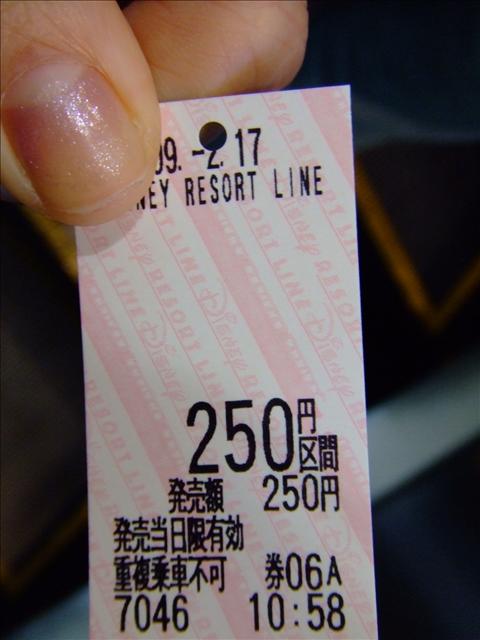 09.-2.17
NEY RESORT LINE
250円区間
発売額 250円
発売当日限有効
重複乗車不可 券06A
7046 10:58